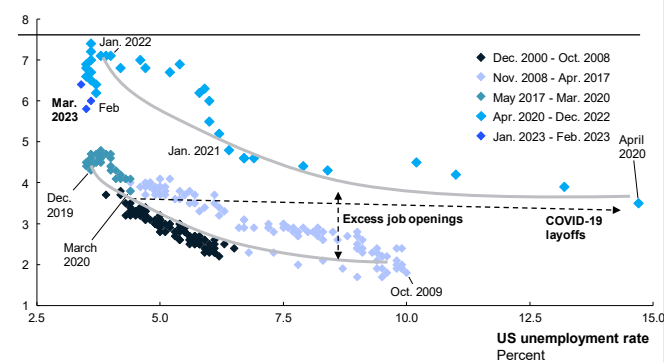 8
7
6
5
4
3
2
1
Jan. 2022
Dec. 2000 - Oct. 2008
Nov. 2008 - Apr. 2017
May 2017 - Mar. 2020
Apr. 2020 - Dec. 2022
Jan. 2023 - Feb. 2023
Mar.
2023
Feb
Jan. 2021
April
2020
Dec.
2019
Excess job openings
COVID-19
layoffs
March
2020
Oct. 2009
2.5 5.0 7.5 10.0 12.5 15.0
US unemployment rate
Percent